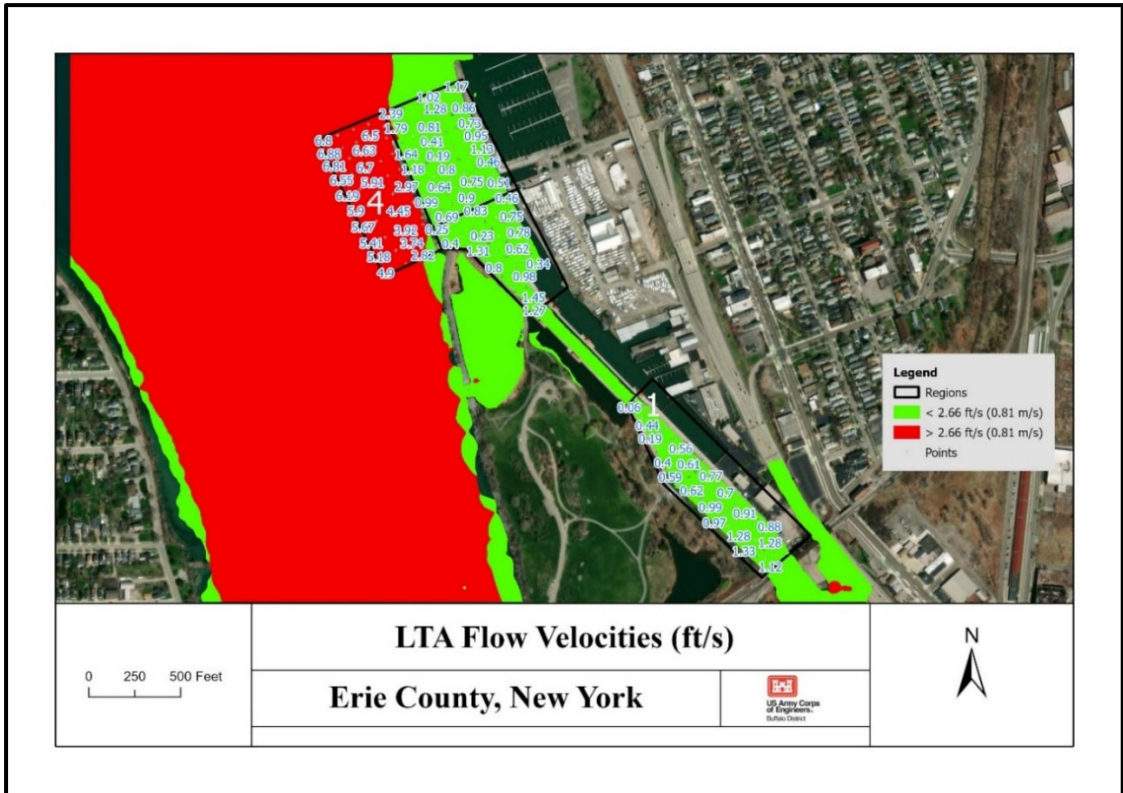 1.17
1.02
1.28 0.86
2.39
1.79 0.81 0.73
6.8 6.5 0.41 0.95
6.88 6.63 1.64 0.19 1.13
6.81 6.7 1.18 0.8 0.46
6.55 5.91 2.97 0.64 0.75 0.51
6.19 4 0.99 0.9 0.46
5.9 4.45 0.69 0.83 0.75
5.67 3.92 0.25 0.23 0.78
5.41 3.74 0.4 1.31 0.62
5.18 2.82 0.8 0.34
4.9 0.98
1.45
1.27
0.06 1
0.44
0.19
0.56
0.4 0.61
0.59 0.77
0.62 0.7
0.99 0.91
0.97 0.88
1.28 1.28
1.33
1.12
Legend
Regions
< 2.66 ft/s (0.81 m/s)
> 2.66 ft/s (0.81 m/s)
Points
LTA Flow Velocities (ft/s)
Erie County, New York
0 250 500 Feet
US Army Corps
of Engineers.
Buffalo District
N